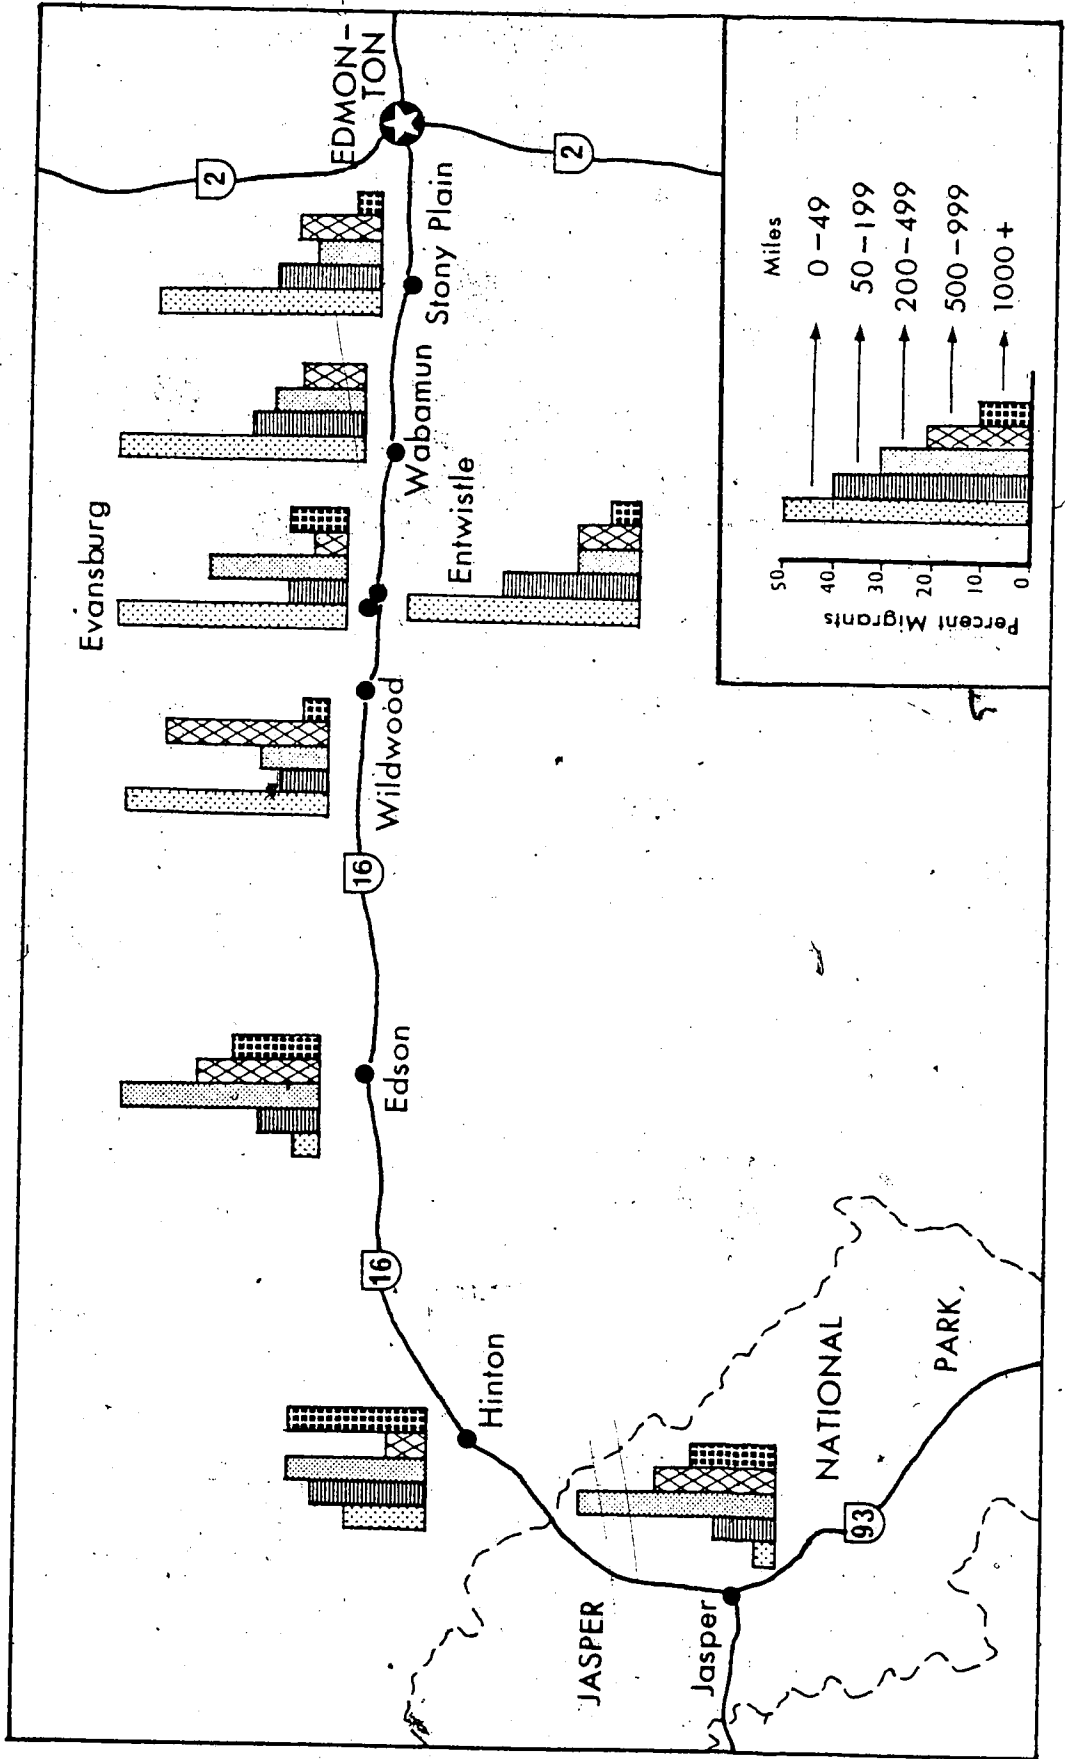 EDMON-
TON
2
2
Stony Plain
Wabamun
Evansburg
Entwistle
Wildwood
16
Edson
16
Hinton
JASPER
NATIONAL
PARK
Jasper
93
Miles
0-49
50-199
200-499
500-999
1000+
50
40
30
20
10
0
Percent Migrants